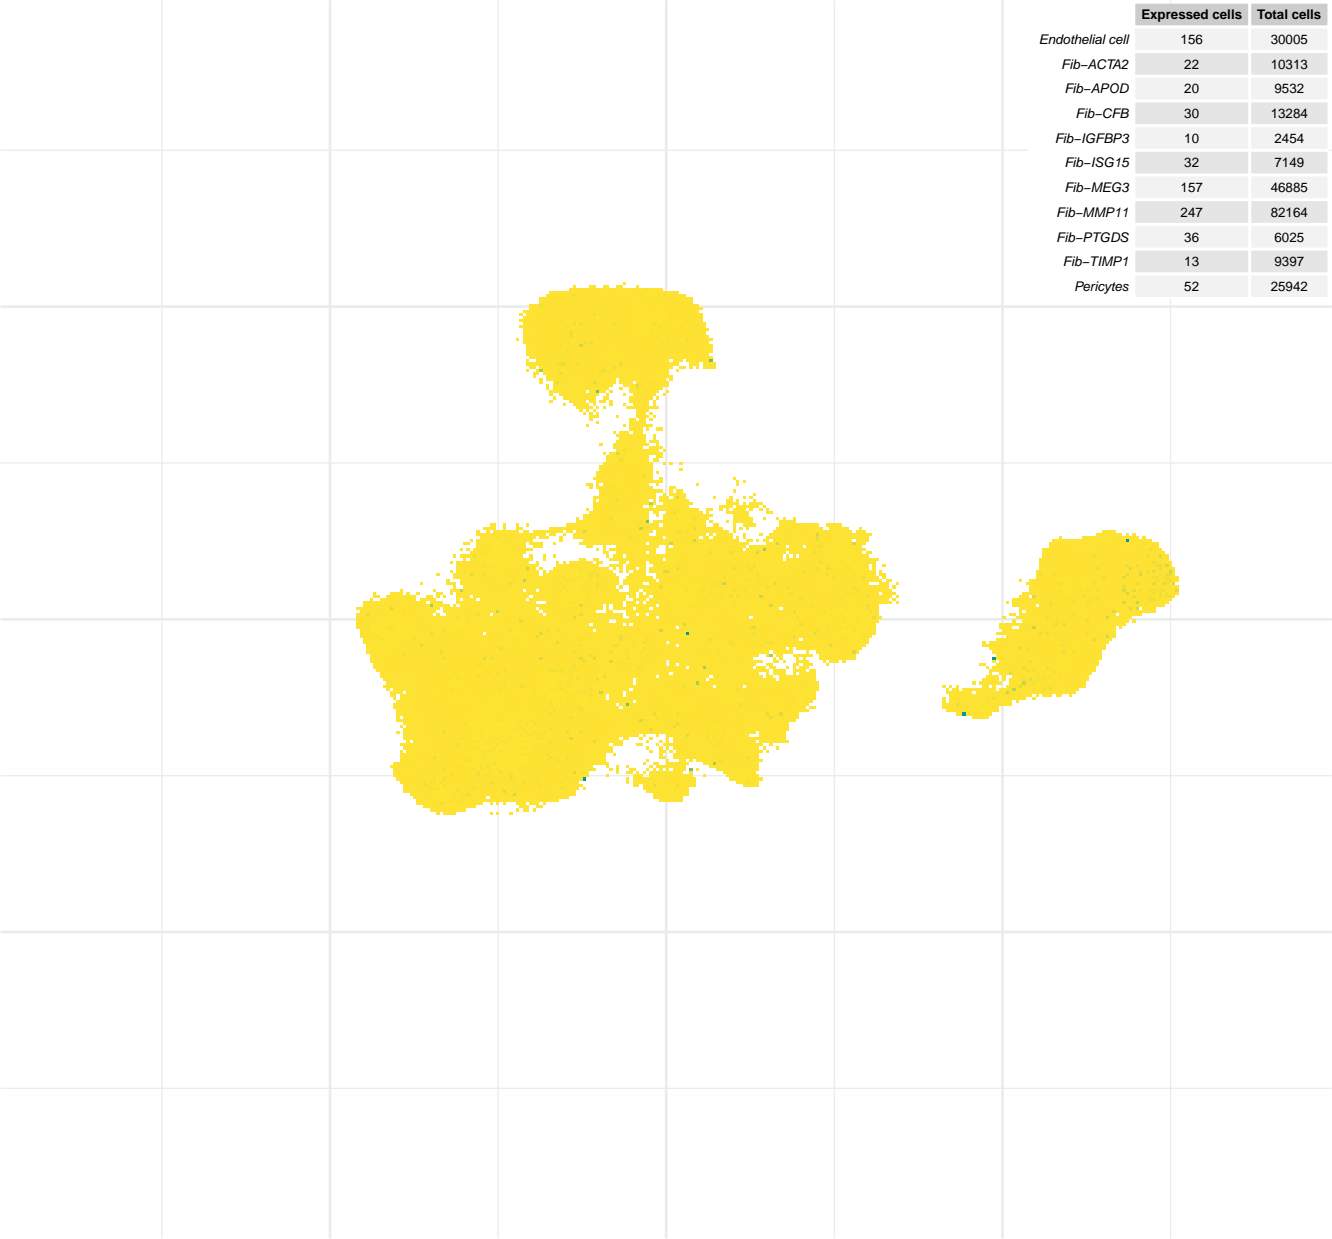 Expressed cells Total cells
Endothelial cell 156 30005
Fib−ACTA2 22 10313
Fib−APOD 20 9532
Fib−CFB 30 13284
Fib−IGFBP3 10 2454
Fib−ISG15 32 7149
Fib−MEG3 157 46885
Fib−MMP11 247 82164
Fib−PTGDS 36 6025
Fib−TIMP1 13 9397
Pericytes 52 25942